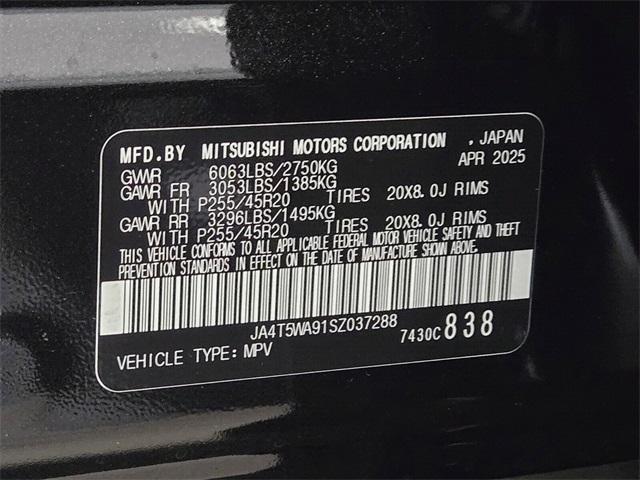 MFD.BY MITSUBISHI MOTORS CORPORATION , JAPAN
GVWR 6063LBS/2750KG APR 2025
GAWR FR 3053LBS/1385KG
WITH P255/45R20 TIRES 20X8.0J RIMS
GAWR RR 3296LBS/1495KG
WITH P255/45R20 TIRES 20X8.0J RIMS
THIS VEHICLE CONFORMS TO ALL APPLICABLE FEDERAL MOTOR VEHICLE SAFETY AND THEFT
PREVENTION STANDARDS IN EFFECT ON THE DATE OF MANUFACTURE SHOWN ABOVE.
JA4T5WA91SZ037288 7430C 838
VEHICLE TYPE: MPV